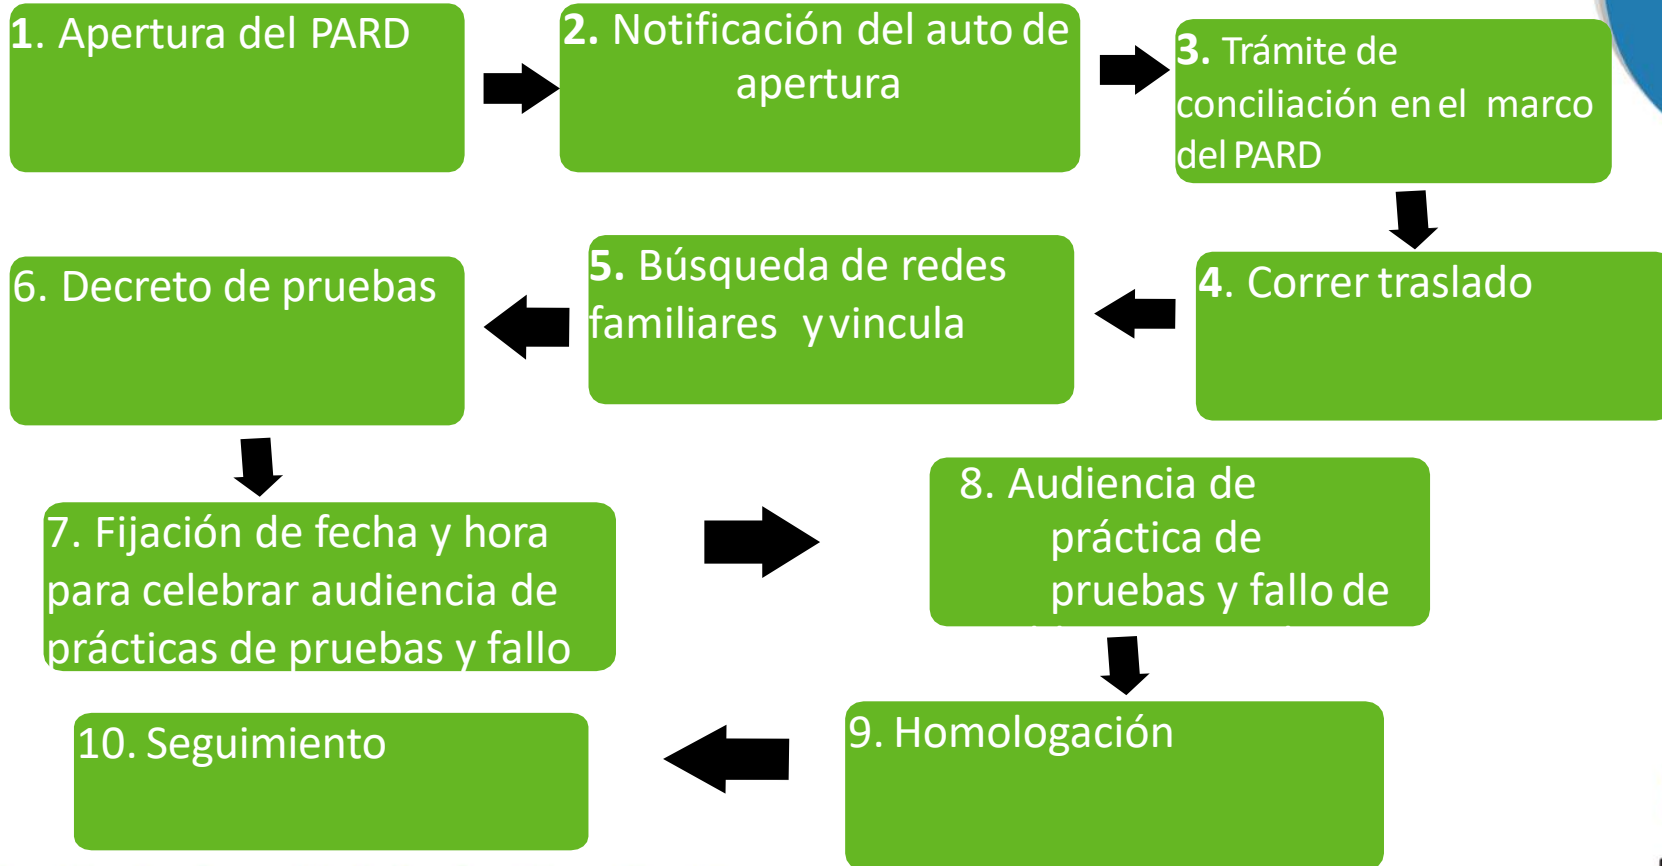 1. Apertura del PARD
2. Notificación del auto de
apertura
3. Trámite de
conciliación en el marco
del PARD
4. Correr traslado
5. Búsqueda de redes
familiares y vincula
6. Decreto de pruebas
7. Fijación de fecha y hora
para celebrar audiencia de
prácticas de pruebas y fallo
8. Audiencia de
práctica de
pruebas y fallo de
9. Homologación
10. Seguimiento